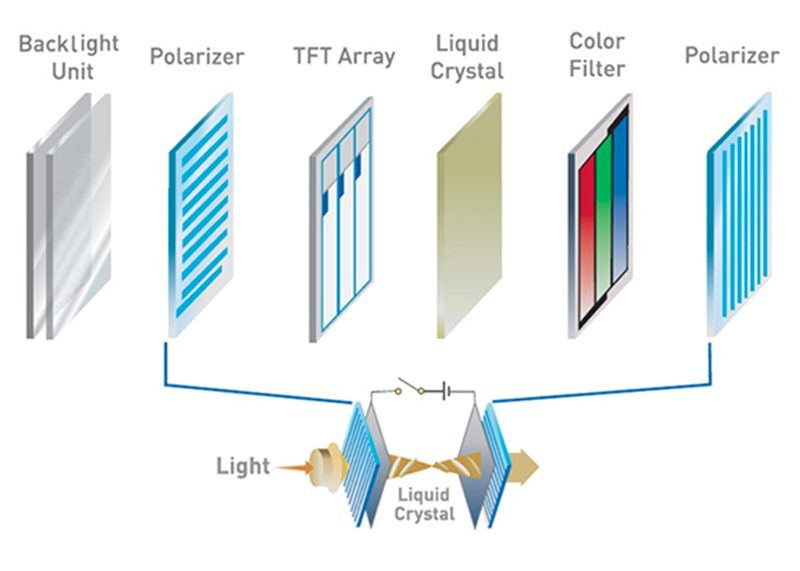 Backlight
Unit
Polarizer
TFT Array
Liquid
Crystal
Color
Filter
Polarizer
Light
Liquid
Crystal